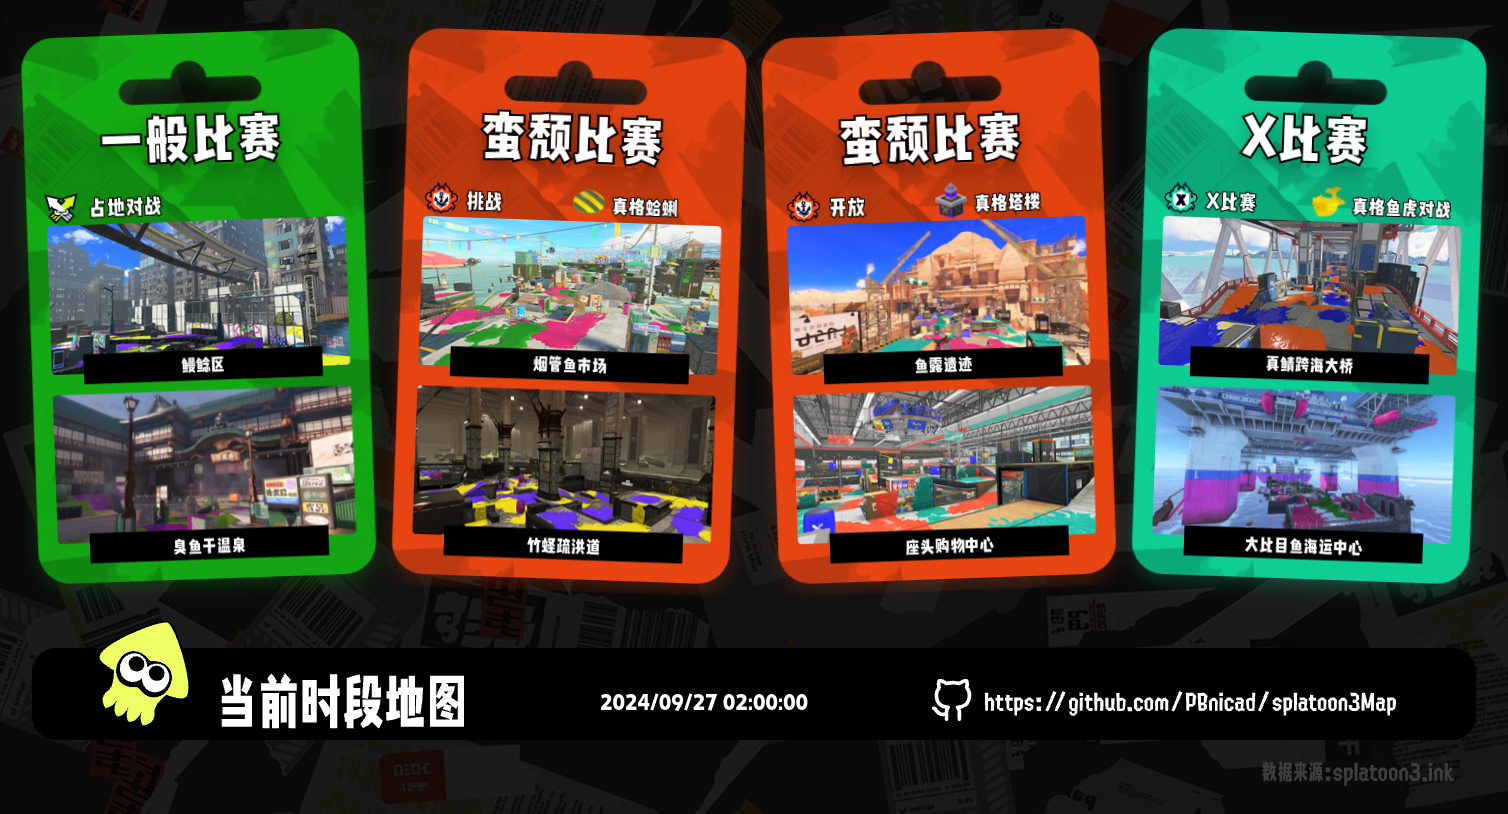 一般比赛
占地对战
鳗鲶区
臭鱼干温泉
蛮颓比赛
挑战
真格蛤蜊
烟管鱼市场
竹蛏疏洪道
蛮颓比赛
开放
真格塔楼
鱼露遗迹
座头购物中心
X比赛
X比赛
真格鱼虎对战
真鲭跨海大桥
大比目鱼海运中心
当前时段地图
2024/09/27 02:00:00
https://github.com/PBnicad/splatoon3Map
数据来源:splatoon3.ink